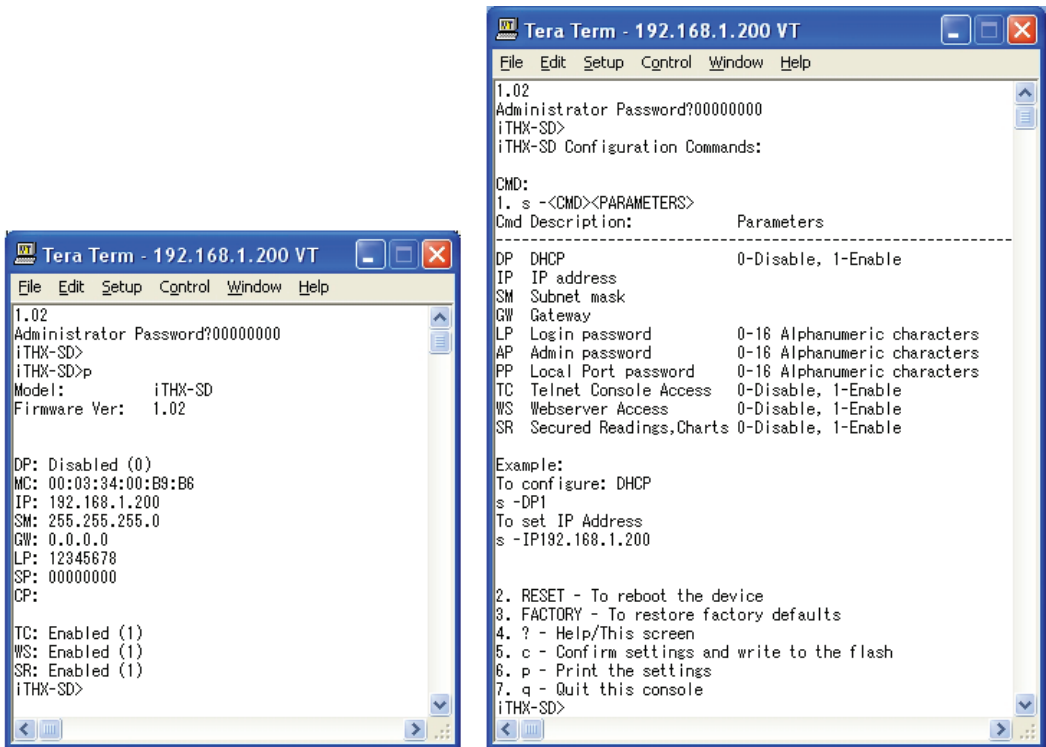 Tera Term - 192.168.1.200 VT
File Edit Setup Control Window Help
1.02
Administrator Password?00000000
iTHX-SD>
iTHX-SD>p
Model: iTHX-SD
Firmware Ver: 1.02
DP: Disabled (0)
MC: 00:03:34:00:B9:B6
IP: 192.168.1.200
SM: 255.255.255.0
GW: 0.0.0.0
LP: 12345678
SP: 00000000
CP:
TC: Enabled (1)
WS: Enabled (1)
SR: Enabled (1)
iTHX-SD>
Tera Term - 192.168.1.200 VT
File Edit Setup Control Window Help
1.02
Administrator Password?00000000
iTHX-SD>
iTHX-SD Configuration Commands:
CMD:
1. s -<CMD><PARAMETERS>
Cmd Description: Parameters
--------------------------------------------------------------
DP DHCP 0-Disable, 1-Enable
IP IP address
SM Subnet mask
GW Gateway
LP Login password 0-16 Alphanumeric characters
AP Admin password 0-16 Alphanumeric characters
PP Local Port password 0-16 Alphanumeric characters
TC Telnet Console Access 0-Disable, 1-Enable
WS Webserver Access 0-Disable, 1-Enable
SR Secured Readings,Charts 0-Disable, 1-Enable
Example:
To configure: DHCP
s -DP1
To set IP Address
s -IP192.168.1.200
2. RESET - To reboot the device
3. FACTORY - To restore factory defaults
4. ? - Help/This screen
5. c - Confirm settings and write to the flash
6. p - Print the settings
7. q - Quit this console
iTHX-SD>